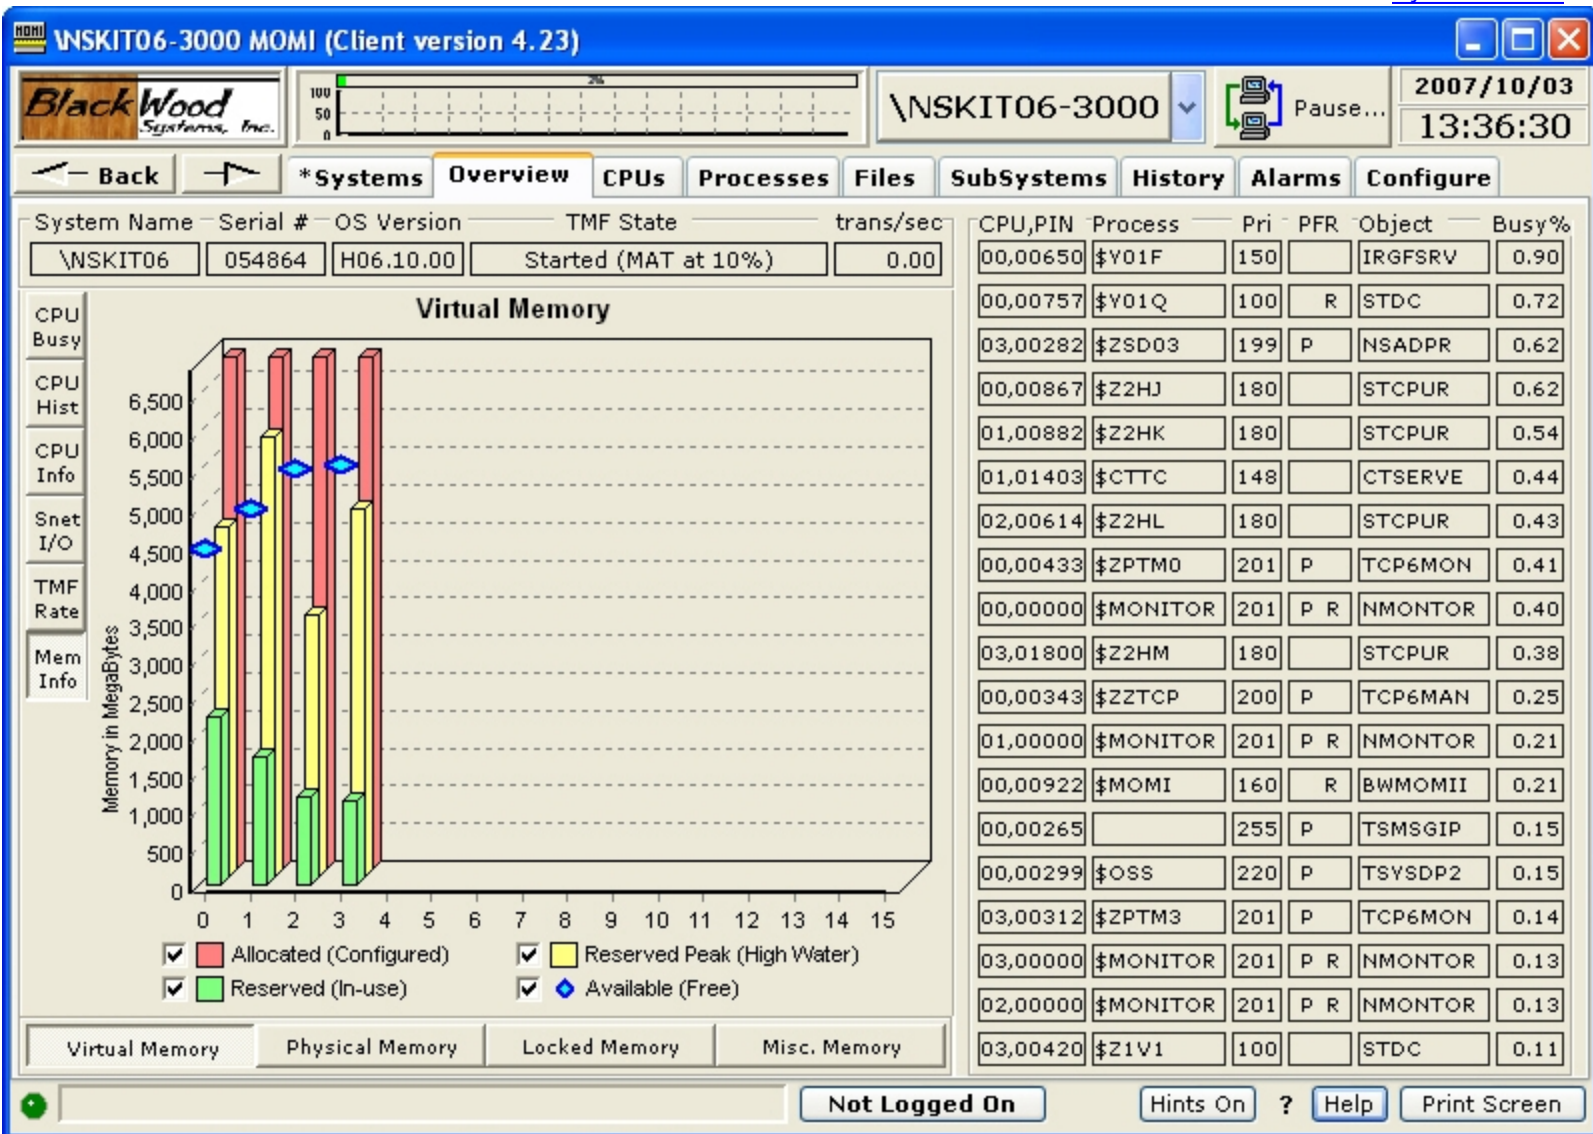 \NSKIT06-3000 MOMI (Client version 4.23)
BlackWood Systems, Inc.
2%
100
50
0
\NSKIT06-3000
Pause...
2007/10/03
13:36:30
Back
*Systems Overview CPUs Processes Files SubSystems History Alarms Configure
System Name Serial # OS Version TMF State trans/sec
\NSKIT06 054864 H06.10.00 Started (MAT at 10%) 0.00
CPU Busy
CPU Hist
CPU Info
Snet I/O
TMF Rate
Mem Info
Virtual Memory
Memory in MegaBytes
6,500
6,000
5,500
5,000
4,500
4,000
3,500
3,000
2,500
2,000
1,500
1,000
500
0
0 1 2 3 4 5 6 7 8 9 10 11 12 13 14 15
Allocated (Configured) Reserved Peak (High Water)
Reserved (In-use) Available (Free)
Virtual Memory Physical Memory Locked Memory Misc. Memory
CPU,PIN Process Pri PFR Object Busy%
00,00650 $Y01F 150 IRGFSRV 0.90
00,00757 $Y01Q 100 R STDC 0.72
03,00282 $ZSD03 199 P NSADPR 0.62
00,00867 $Z2HJ 180 STCPUR 0.62
01,00882 $Z2HK 180 STCPUR 0.54
01,01403 $CTTC 148 CTSERVE 0.44
02,00614 $Z2HL 180 STCPUR 0.43
00,00433 $ZPTM0 201 P TCP6MON 0.41
00,00000 $MONITOR 201 P R NMONTOR 0.40
03,01800 $Z2HM 180 STCPUR 0.38
00,00343 $ZZTCP 200 P TCP6MAN 0.25
01,00000 $MONITOR 201 P R NMONTOR 0.21
00,00922 $MOMI 160 R BWMOMII 0.21
00,00265 255 P TSMSGIP 0.15
00,00299 $OSS 220 P TSYSDP2 0.15
03,00312 $ZPTM3 201 P TCP6MON 0.14
03,00000 $MONITOR 201 P R NMONTOR 0.13
02,00000 $MONITOR 201 P R NMONTOR 0.13
03,00420 $Z1V1 100 STDC 0.11
Not Logged On
Hints On ? Help Print Screen